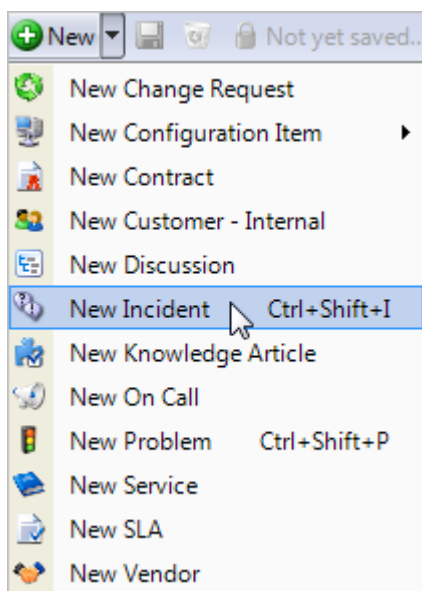 New Not yet saved..
New Change Request
New Configuration Item
New Contract
New Customer - Internal
New Discussion
New Incident Ctrl+Shift+I
New Knowledge Article
New On Call
New Problem Ctrl+Shift+P
New Service
New SLA
New Vendor